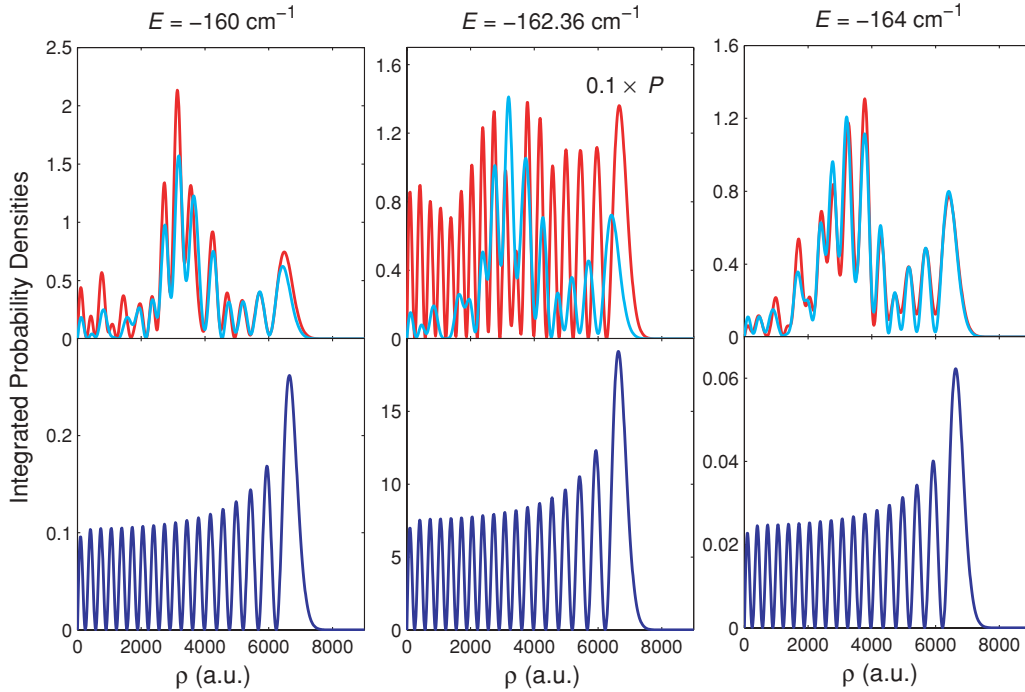 E = −160 cm⁻¹
E = −162.36 cm⁻¹
E = −164 cm⁻¹
Integrated Probability Densities
2.5
2
1.5
1
0.5
0
1.6
1.2
0.8
0.4
0
0.1 × P
1.6
1.2
0.8
0.4
0
0.2
0.1
0
15
10
5
0
0.06
0.04
0.02
0
0 2000 4000 6000 8000
0 2000 4000 6000 8000
0 2000 4000 6000 8000
ρ (a.u.)
ρ (a.u.)
ρ (a.u.)